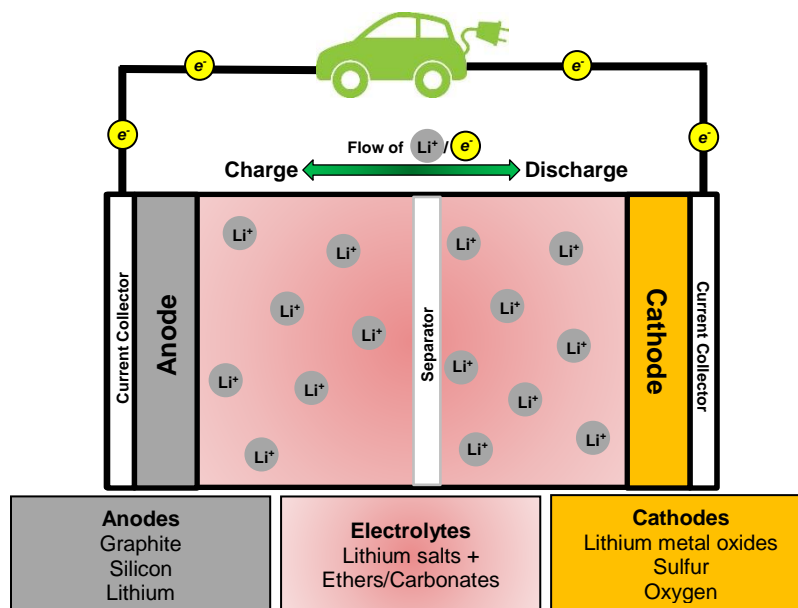 e-
e-
e-
e-
Flow of Li+/e-
Charge
Discharge
Current Collector
Anode
Li+
Li+
Li+
Li+
Li+
Li+
Li+
Separator
Li+
Li+
Li+
Li+
Li+
Li+
Li+
Li+
Cathode
Current Collector
Anodes
Graphite
Silicon
Lithium
Electrolytes
Lithium salts +
Ethers/Carbonates
Cathodes
Lithium metal oxides
Sulfur
Oxygen